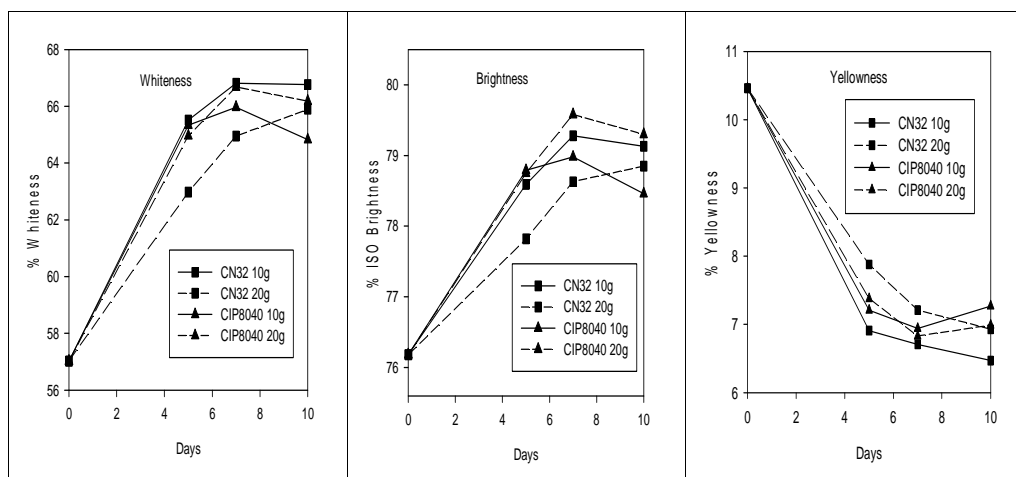 Whiteness
% Whiteness
68
66
64
62
60
58
56
CN32 10g
CN32 20g
CIP8040 10g
CIP8040 20g
0 2 4 6 8 10
Days
Brightness
% ISO Brightness
80
79
78
77
76
CN32 10g
CN32 20g
CIP8040 10g
CIP8040 20g
0 2 4 6 8 10
Days
Yellowness
% Yellowness
11
10
9
8
7
6
CN32 10g
CN32 20g
CIP8040 10g
CIP8040 20g
0 2 4 6 8 10
Days